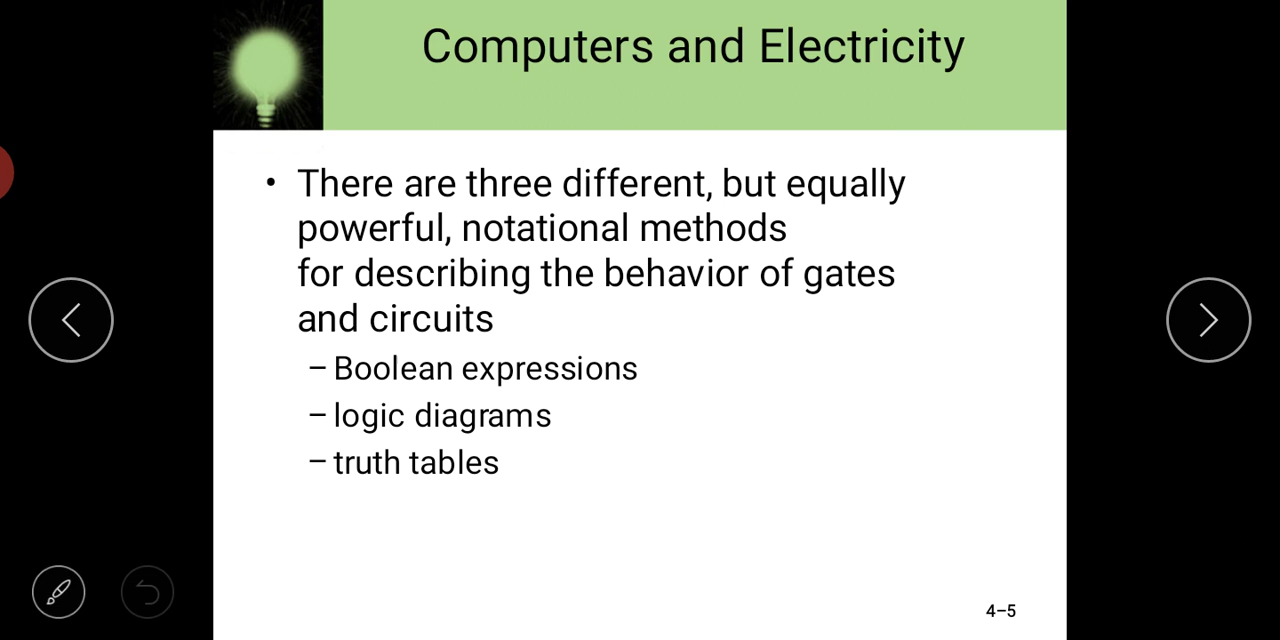 Computers and Electricity
• There are three different, but equally
powerful, notational methods
for describing the behavior of gates
and circuits
– Boolean expressions
– logic diagrams
– truth tables
4–5